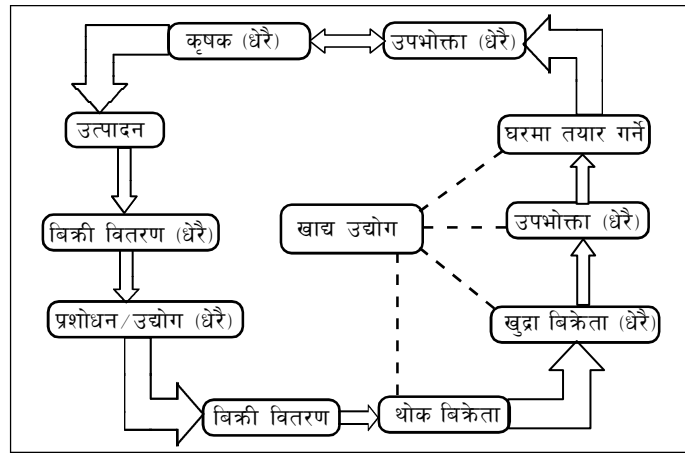 कृषक (धेरै)
उपभोक्ता (धेरै)
उत्पादन
घरमा तयार गर्ने
खाद्य उद्योग
उपभोक्ता (धेरै)
बिक्री वितरण (धेरै)
प्रशोधन/उद्योग (धेरै)
खुद्रा बिक्रेता (धेरै)
बिक्री वितरण
थोक बिक्रेता